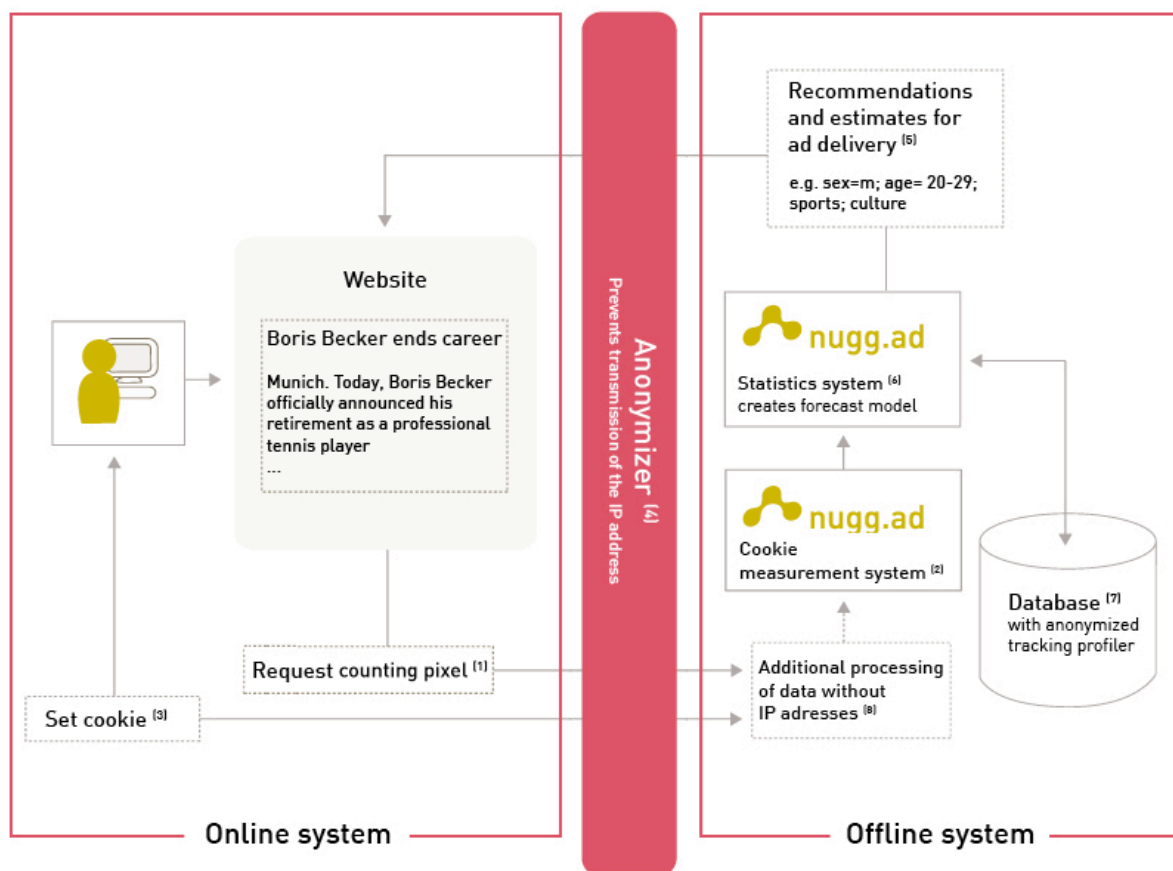 Recommendations
and estimates for
ad delivery (5)
e.g. sex=m; age= 20-29;
sports; culture
Website
Boris Becker ends career
Munich. Today, Boris Becker
officially announced his
retirement as a professional
tennis player
...
Anonymizer (4)
Prevents transmission of the IP address
nugg.ad
Statistics system (6)
creates forecast model
nugg.ad
Cookie
measurement system (2)
Database (7)
with anonymized
tracking profiler
Request counting pixel (1)
Additional processing
of data without
IP adresses (8)
Set cookie (3)
Online system
Offline system